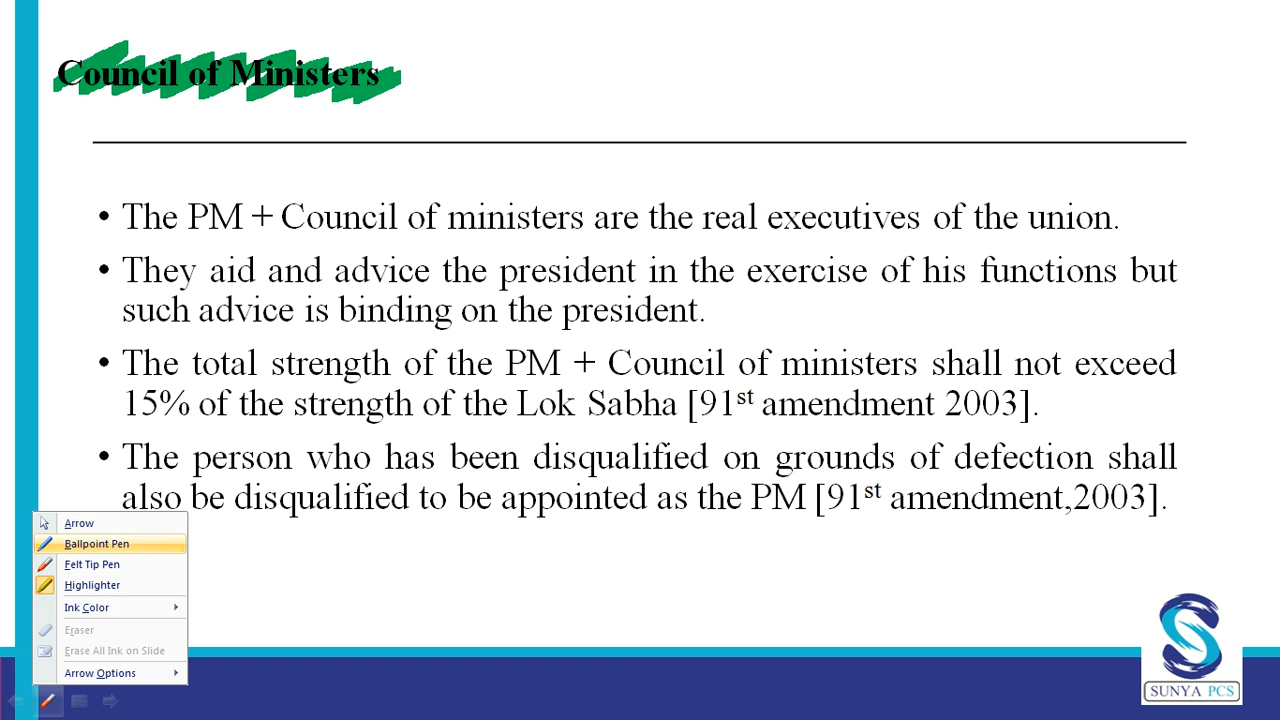 Council of Ministers
• The PM + Council of ministers are the real executives of the union.
• They aid and advice the president in the exercise of his functions but
such advice is binding on the president.
• The total strength of the PM + Council of ministers shall not exceed
15% of the strength of the Lok Sabha [91st amendment 2003].
• The person who has been disqualified on grounds of defection shall
also be disqualified to be appointed as the PM [91st amendment,2003].
Arrow
Ballpoint Pen
Felt Tip Pen
Highlighter
Ink Color
Eraser
Erase All Ink on Slide
Arrow Options
SUNYA PCS